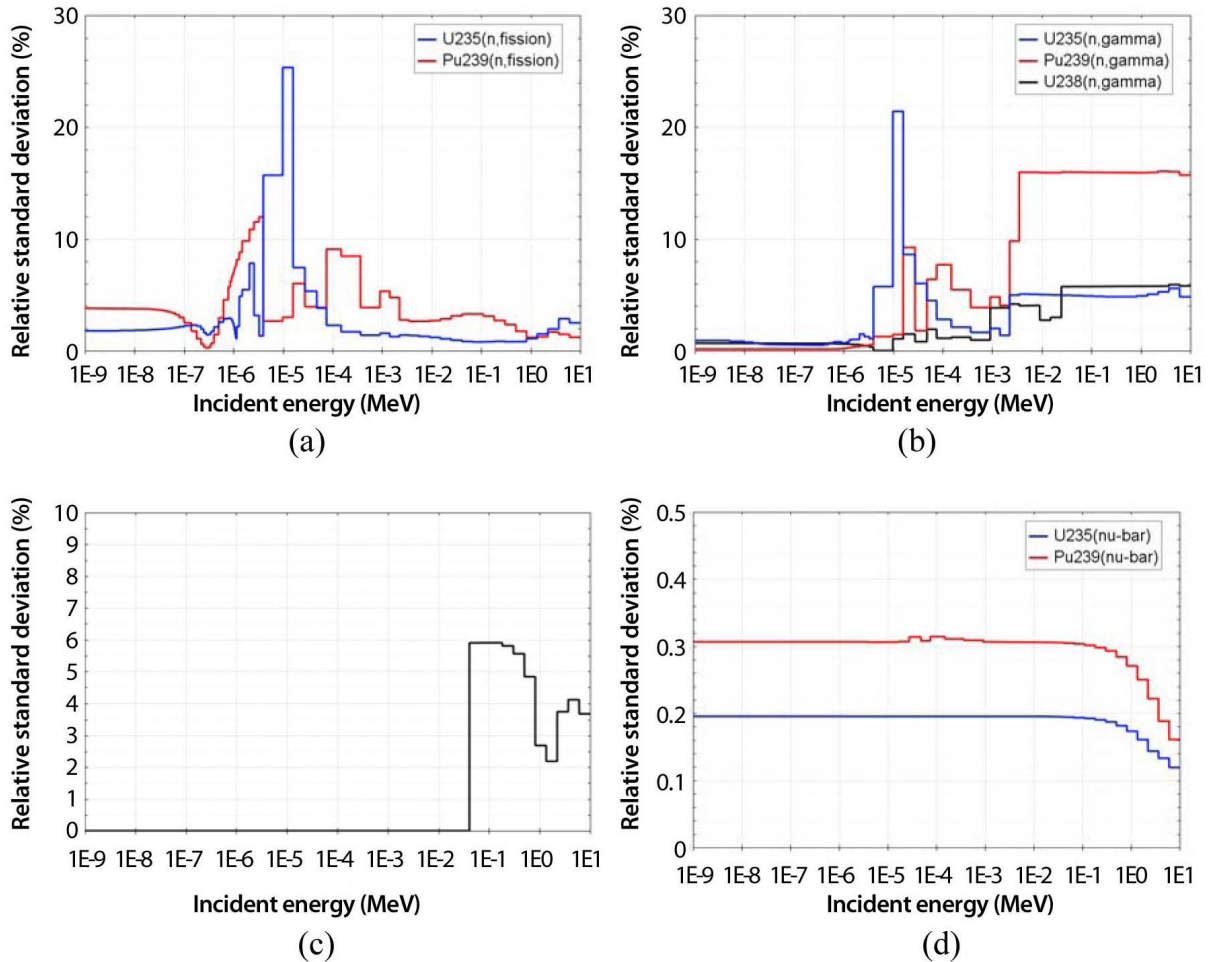 Relative standard deviation (%)
30
20
10
0
U235(n,fission)
Pu239(n,fission)
1E-9 1E-8 1E-7 1E-6 1E-5 1E-4 1E-3 1E-2 1E-1 1E0 1E1
Incident energy (MeV)
(a)
Relative standard deviation (%)
30
20
10
0
U235(n,gamma)
Pu239(n,gamma)
U238(n,gamma)
1E-9 1E-8 1E-7 1E-6 1E-5 1E-4 1E-3 1E-2 1E-1 1E0 1E1
Incident energy (MeV)
(b)
Relative standard deviation (%)
10
9
8
7
6
5
4
3
2
1
0
1E-9 1E-8 1E-7 1E-6 1E-5 1E-4 1E-3 1E-2 1E-1 1E0 1E1
Incident energy (MeV)
(c)
Relative standard deviation (%)
0.5
0.4
0.3
0.2
0.1
0
U235(nu-bar)
Pu239(nu-bar)
1E-9 1E-8 1E-7 1E-6 1E-5 1E-4 1E-3 1E-2 1E-1 1E0 1E1
Incident energy (MeV)
(d)